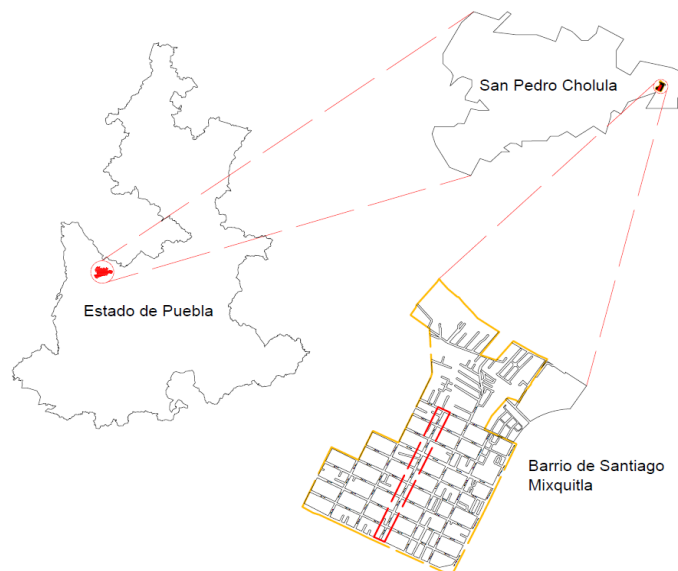 San Pedro Cholula
Estado de Puebla
Barrio de Santiago
Mixquitla